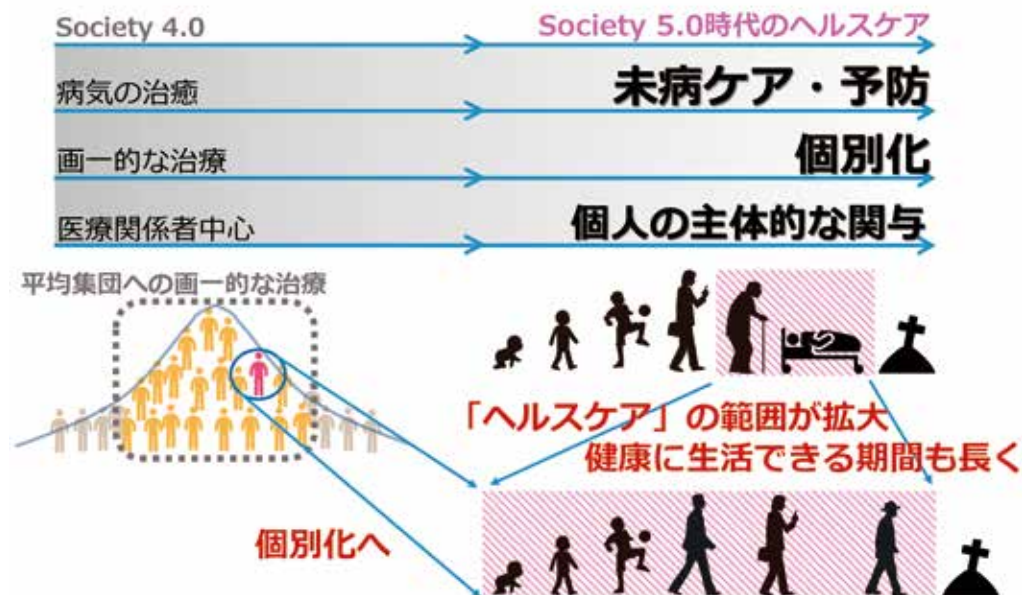 Society 4.0
Society 5.0時代のヘルスケア
病気の治癒
未病ケア・予防
画一的な治療
個別化
医療関係者中心
個人の主体的な関与
平均集団への画一的な治療
「ヘルスケア」の範囲が拡大
健康に生活できる期間も長く
個別化へ